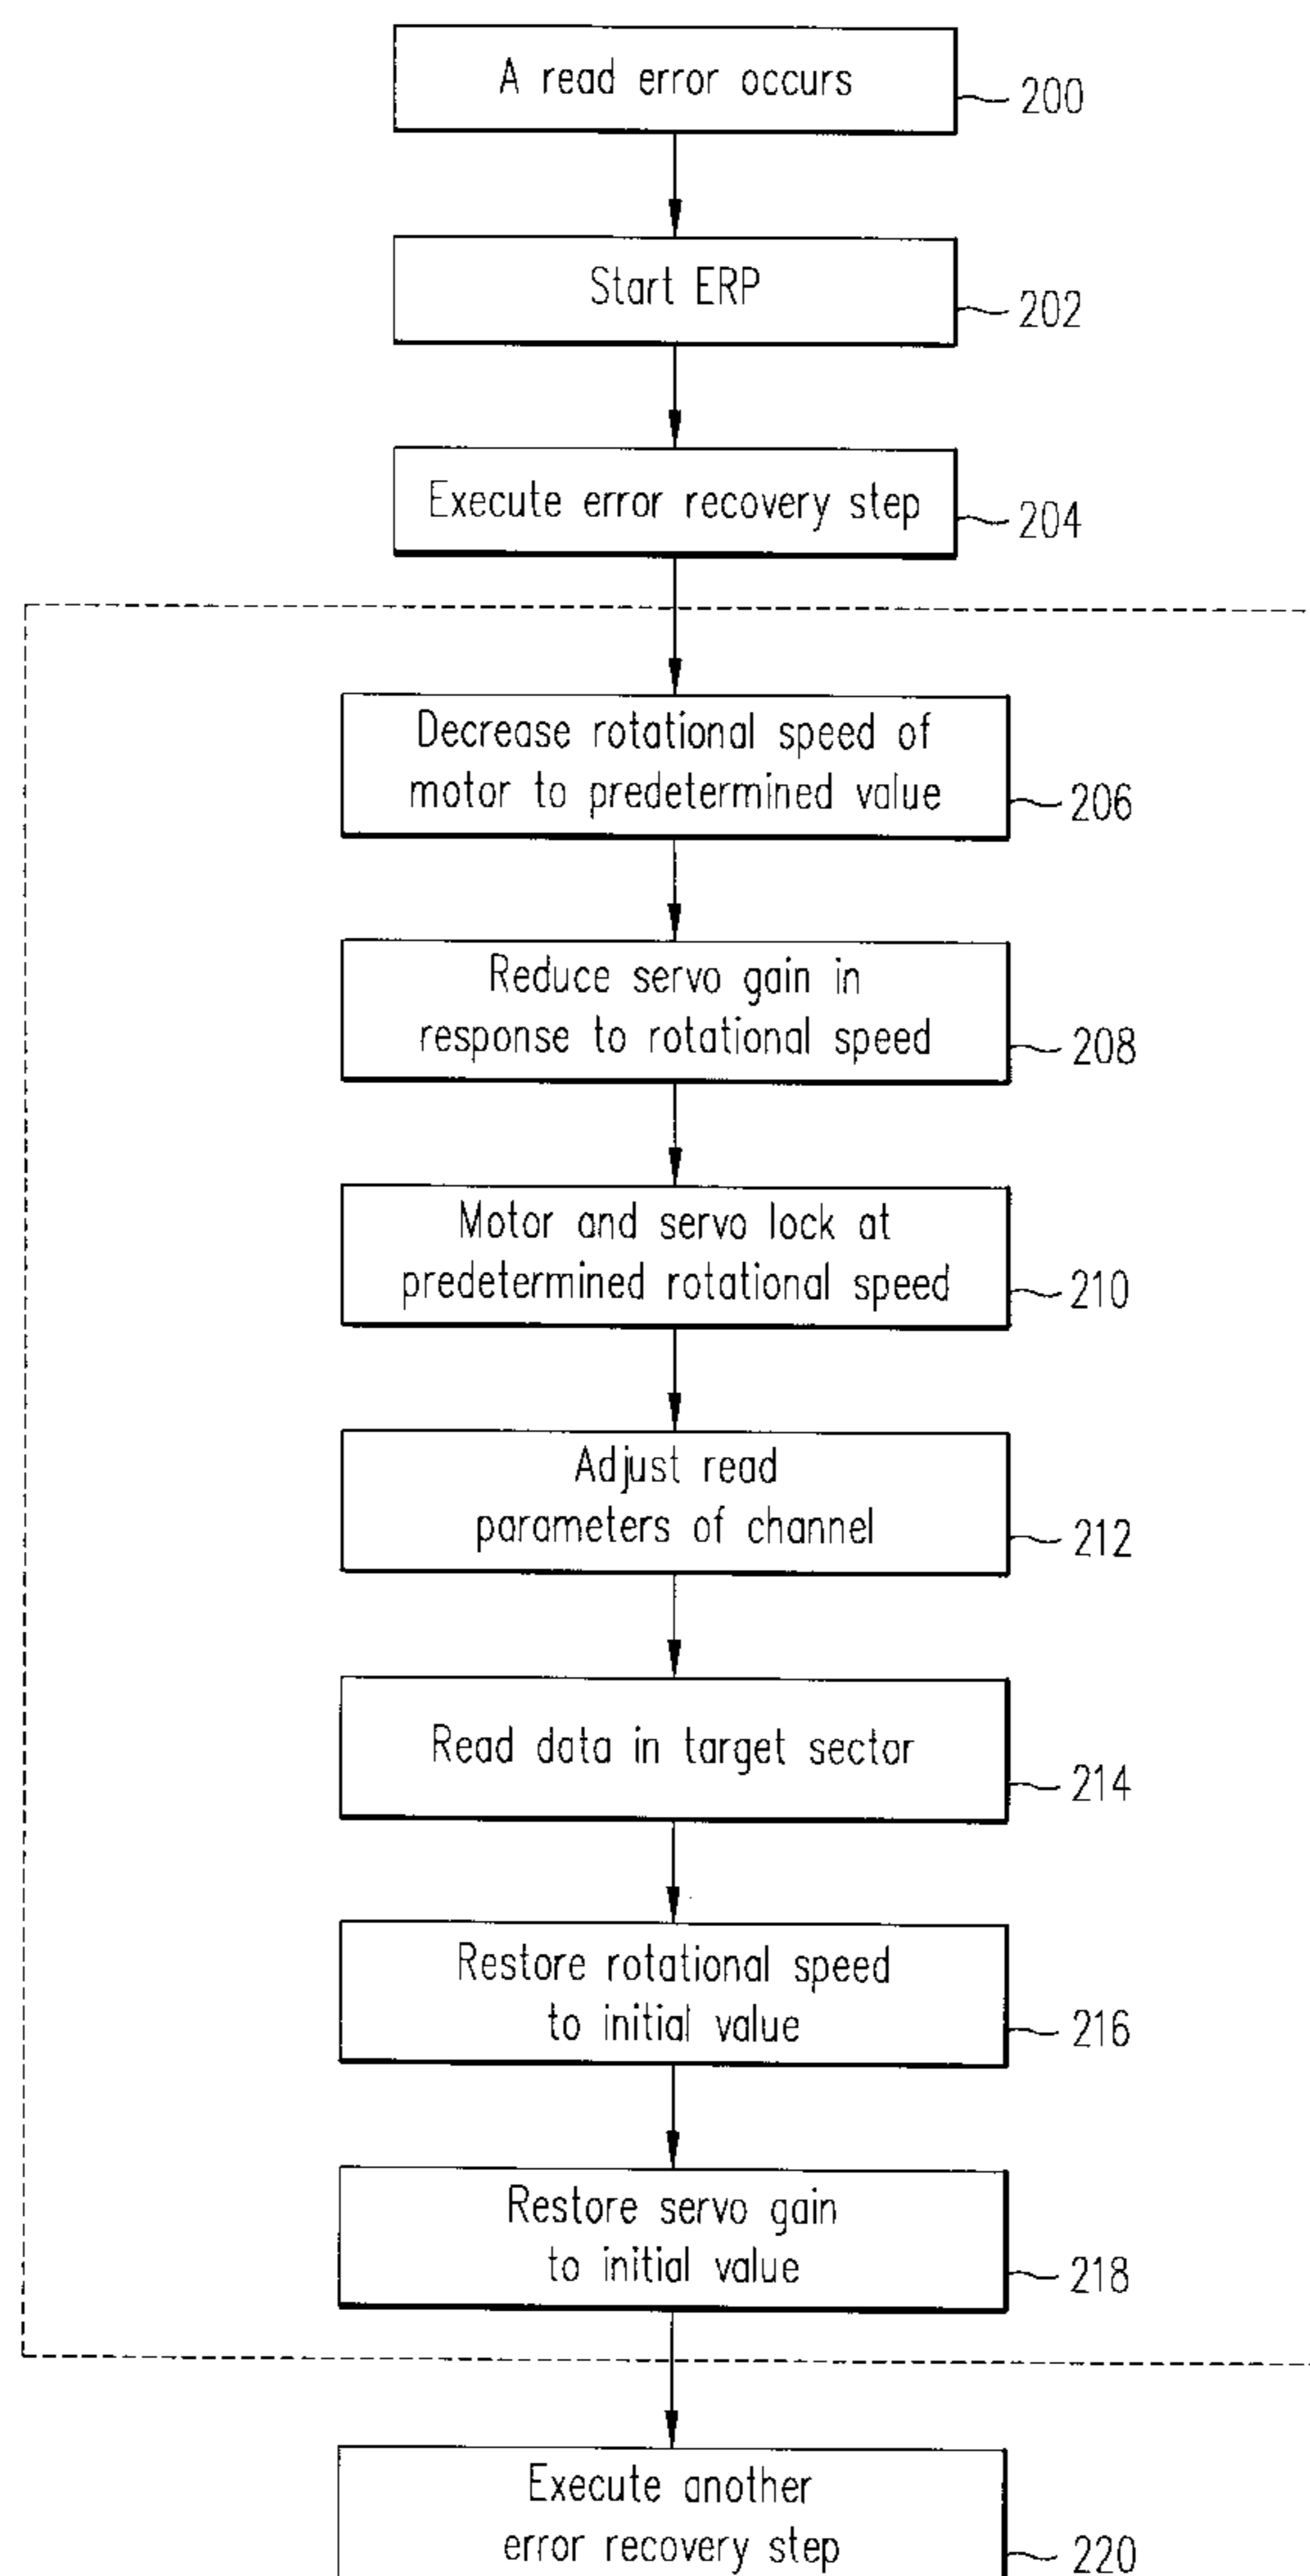 A read error occurs
200
Start ERP
202
Execute error recovery step
204
Decrease rotational speed of
motor to predetermined value
206
Reduce servo gain in
response to rotational speed
208
Motor and servo lock at
predetermined rotational speed
210
Adjust read
parameters of channel
212
Read data in target sector
214
Restore rotational speed
to initial value
216
Restore servo gain
to initial value
218
Execute another
error recovery step
220